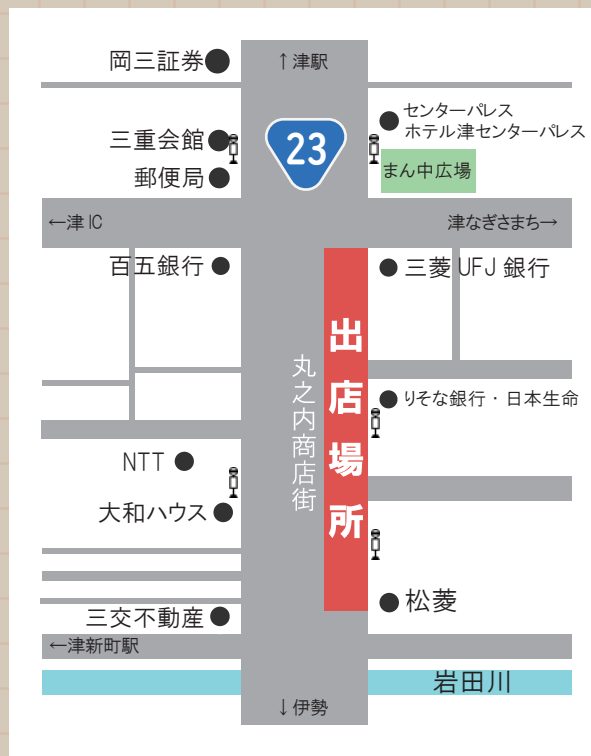 岡三証券
↑津駅
センターパレス
ホテル津センターパレス
三重会館
23
まん中広場
郵便局
←津IC
津なぎさまち→
百五銀行
三菱UFJ銀行
出店場所
丸之内商店街
りそな銀行・日本生命
NTT
大和ハウス
松菱
三交不動産
←津新町駅
岩田川
↓伊勢